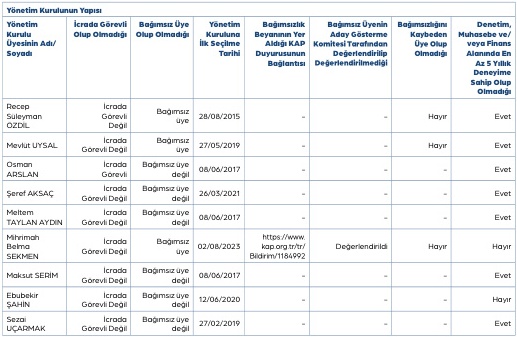 Yönetim Kurulunun Yapısı
Yönetim Kurulu Üyesinin Adı/ Soyadı | İcrada Görevli Olup Olmadığı | Bağımsız Üye Olup Olmadığı | Yönetim Kuruluna İlk Seçilme Tarihi | Bağımsızlık Beyanının Yer Aldığı KAP Duyurusunun Bağlantısı | Bağımsız Üyenin Aday Gösterme Komitesi Tarafından Değerlendirilip Değerlendirilmediği | Bağımsızlığını Kaybeden Üye Olup Olmadığı | Denetim, Muhasebe ve/ veya Finans Alanında En Az 5 Yıllık Deneyime Sahip Olup Olmadığı
Recep Süleyman ÖZDİL | İcrada Görevli Değil | Bağımsız üye | 28/08/2015 | - | - | Hayır | Evet
Mevlüt UYSAL | İcrada Görevli Değil | Bağımsız üye | 27/05/2019 | - | - | Hayır | Evet
Osman ARSLAN | İcrada Görevli | Bağımsız üye değil | 08/06/2017 | - | - | - | Evet
Şeref AKSAÇ | İcrada Görevli Değil | Bağımsız üye değil | 26/03/2021 | - | - | - | Evet
Meltem TAYLAN AYDIN | İcrada Görevli Değil | Bağımsız üye değil | 08/06/2017 | - | - | - | Evet
Mihrimah Belma SEKMEN | İcrada Görevli Değil | Bağımsız üye | 02/08/2023 | https://www.kap.org.tr/tr/Bildirim/1184992 | Değerlendirildi | Hayır | Hayır
Maksut SERİM | İcrada Görevli Değil | Bağımsız üye değil | 08/06/2017 | - | - | - | Evet
Ebubekir ŞAHİN | İcrada Görevli Değil | Bağımsız üye değil | 12/06/2020 | - | - | - | Hayır
Sezai UÇARMAK | İcrada Görevli Değil | Bağımsız üye değil | 27/02/2019 | - | - | - | Evet